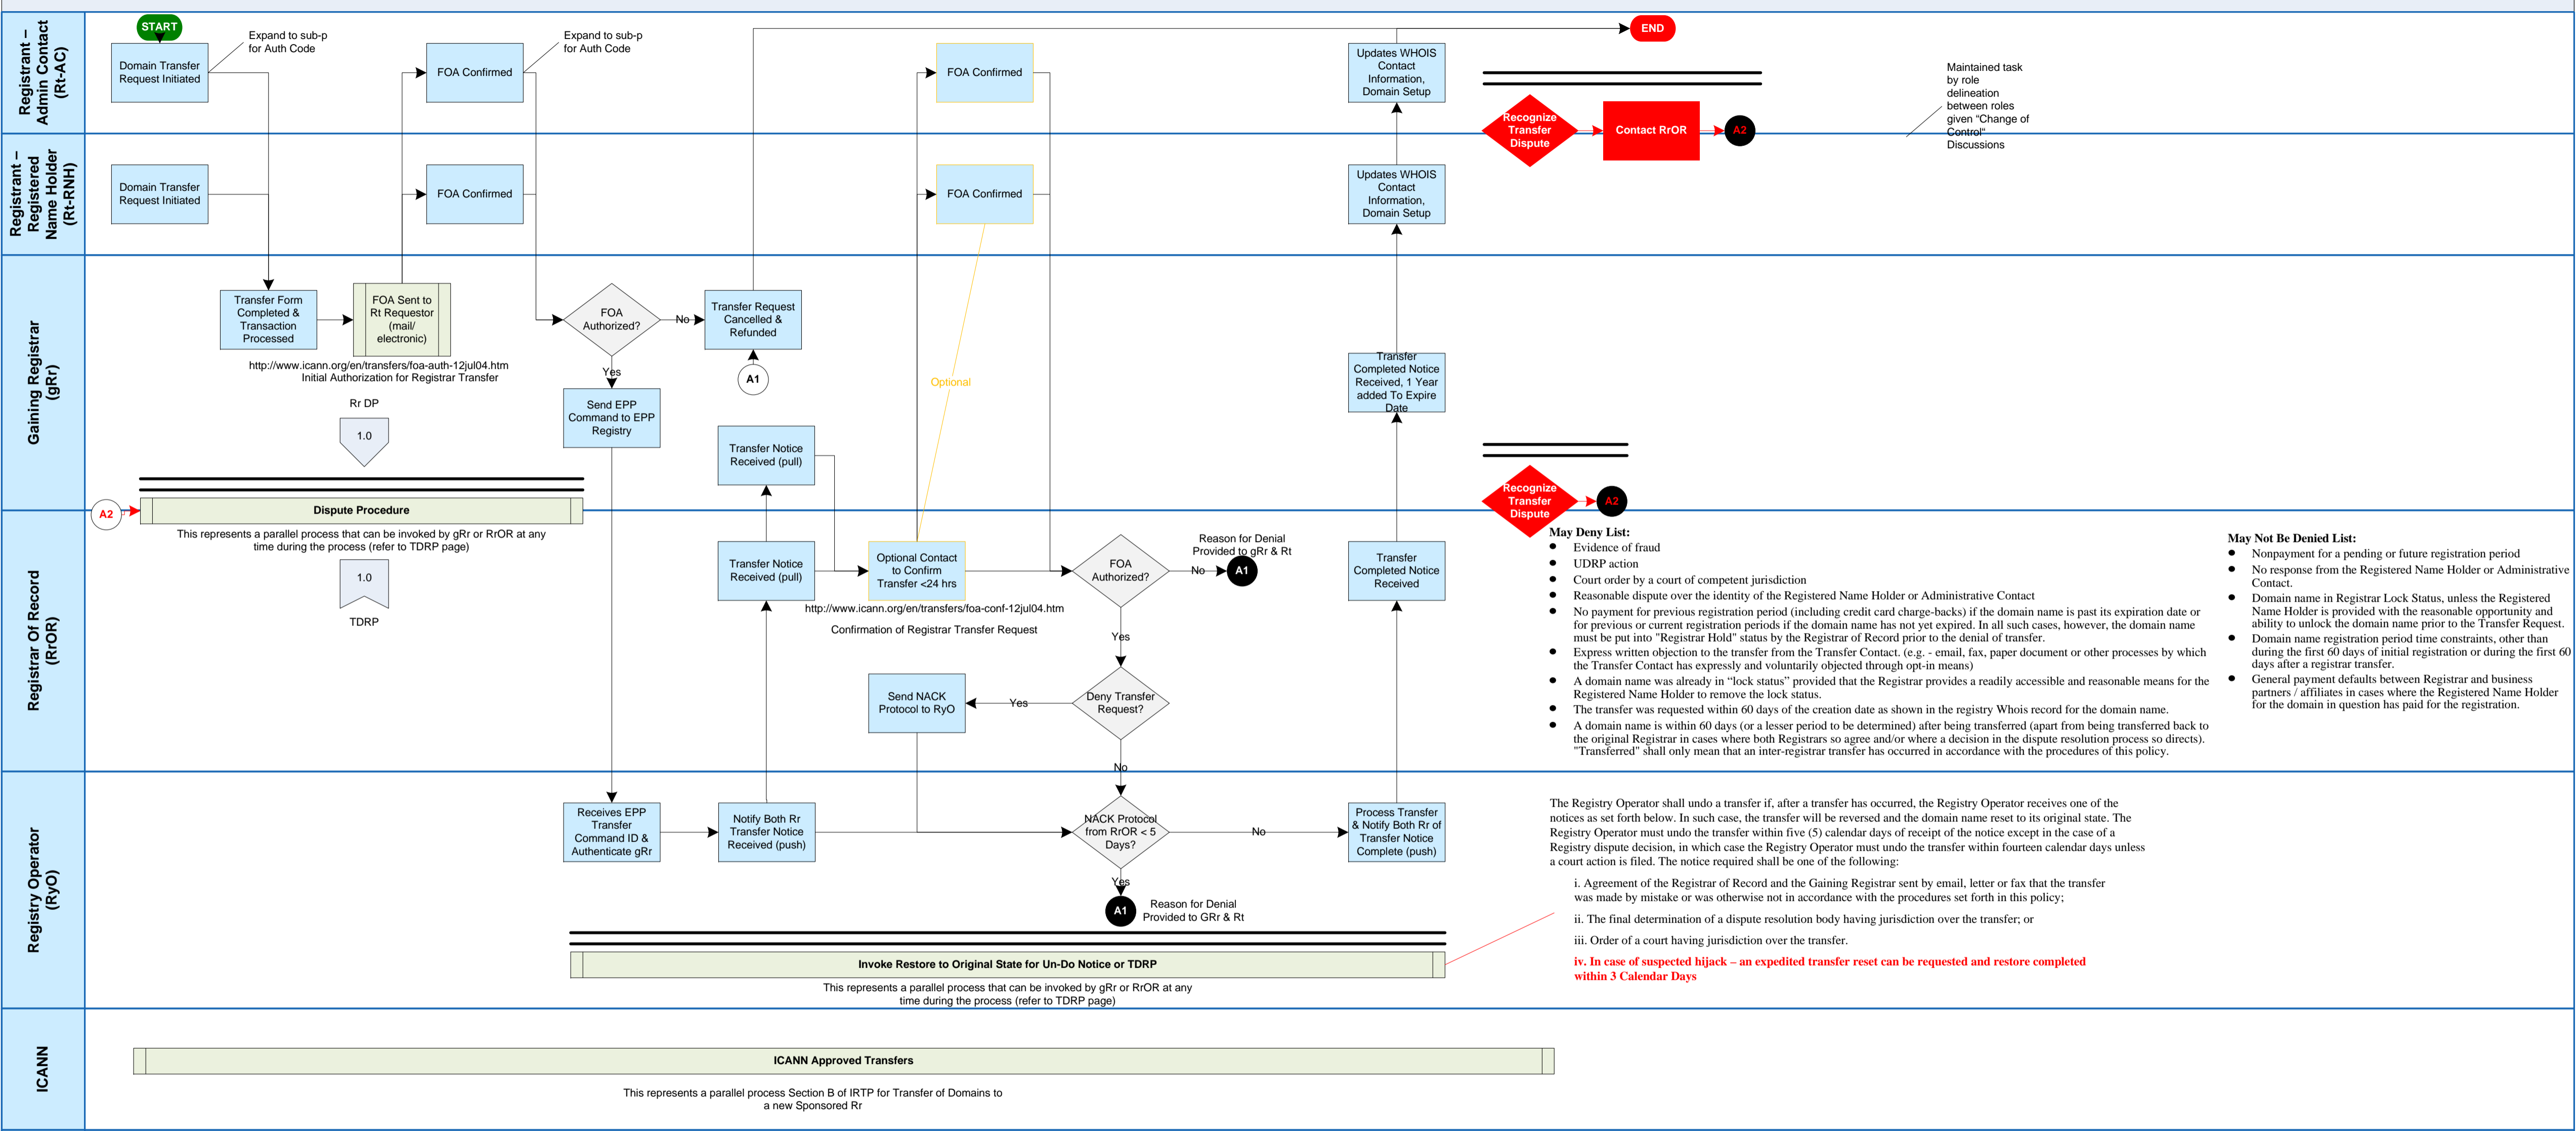 Registrant –
Admin Contact
(Rt-AC)
START
Domain Transfer
Request Initiated
Expand to sub-p
for Auth Code
FOA Confirmed
Expand to sub-p
for Auth Code
FOA Confirmed
Updates WHOIS
Contact
Information,
Domain Setup
END
Recognize
Transfer
Dispute
Contact RrOR
A2
Maintained task
by role
delineation
between roles
given “Change of
Control“
Discussions
Registrant –
Registered
Name Holder
(Rt-RNH)
Domain Transfer
Request Initiated
FOA Confirmed
FOA Confirmed
Updates WHOIS
Contact
Information,
Domain Setup
Gaining Registrar
(gRr)
Transfer Form
Completed &
Transaction
Processed
FOA Sent to
Rt Requestor
(mail/
electronic)
http://www.icann.org/en/transfers/foa-auth-12jul04.htm
Initial Authorization for Registrar Transfer
Rr DP
1.0
FOA
Authorized?
No
Yes
Transfer Request
Cancelled &
Refunded
A1
Send EPP
Command to EPP
Registry
Transfer Notice
Received (pull)
Optional
Transfer
Completed Notice
Received, 1 Year
added To Expire
Date
Recognize
Transfer
Dispute
A2
A2
Dispute Procedure
This represents a parallel process that can be invoked by gRr or RrOR at any
time during the process (refer to TDRP page)
1.0
TDRP
Registrar Of Record
(RrOR)
Transfer Notice
Received (pull)
Optional Contact
to Confirm
Transfer <24 hrs
http://www.icann.org/en/transfers/foa-conf-12jul04.htm
Confirmation of Registrar Transfer Request
FOA
Authorized?
No
Reason for Denial
Provided to gRr & Rt
A1
Yes
Send NACK
Protocol to RyO
Yes
Deny Transfer
Request?
No
Transfer
Completed Notice
Received
May Deny List:
● Evidence of fraud
● UDRP action
● Court order by a court of competent jurisdiction
● Reasonable dispute over the identity of the Registered Name Holder or Administrative Contact
● No payment for previous registration period (including credit card charge-backs) if the domain name is past its expiration date or
for previous or current registration periods if the domain name has not yet expired. In all such cases, however, the domain name
must be put into "Registrar Hold" status by the Registrar of Record prior to the denial of transfer.
● Express written objection to the transfer from the Transfer Contact. (e.g. - email, fax, paper document or other processes by which
the Transfer Contact has expressly and voluntarily objected through opt-in means)
● A domain name was already in “lock status” provided that the Registrar provides a readily accessible and reasonable means for the
Registered Name Holder to remove the lock status.
● The transfer was requested within 60 days of the creation date as shown in the registry Whois record for the domain name.
● A domain name is within 60 days (or a lesser period to be determined) after being transferred (apart from being transferred back to
the original Registrar in cases where both Registrars so agree and/or where a decision in the dispute resolution process so directs).
"Transferred" shall only mean that an inter-registrar transfer has occurred in accordance with the procedures of this policy.
May Not Be Denied List:
● Nonpayment for a pending or future registration period
● No response from the Registered Name Holder or Administrative
Contact.
● Domain name in Registrar Lock Status, unless the Registered
Name Holder is provided with the reasonable opportunity and
ability to unlock the domain name prior to the Transfer Request.
● Domain name registration period time constraints, other than
during the first 60 days of initial registration or during the first 60
days after a registrar transfer.
● General payment defaults between Registrar and business
partners / affiliates in cases where the Registered Name Holder
for the domain in question has paid for the registration.
Registry Operator
(RyO)
Receives EPP
Transfer
Command ID &
Authenticate gRr
Notify Both Rr
Transfer Notice
Received (push)
NACK Protocol
from RrOR < 5
Days?
No
Yes
A1
Reason for Denial
Provided to GRr & Rt
Process Transfer
& Notify Both Rr of
Transfer Notice
Complete (push)
Invoke Restore to Original State for Un-Do Notice or TDRP
This represents a parallel process that can be invoked by gRr or RrOR at any
time during the process (refer to TDRP page)
The Registry Operator shall undo a transfer if, after a transfer has occurred, the Registry Operator receives one of the
notices as set forth below. In such case, the transfer will be reversed and the domain name reset to its original state. The
Registry Operator must undo the transfer within five (5) calendar days of receipt of the notice except in the case of a
Registry dispute decision, in which case the Registry Operator must undo the transfer within fourteen calendar days unless
a court action is filed. The notice required shall be one of the following:
i. Agreement of the Registrar of Record and the Gaining Registrar sent by email, letter or fax that the transfer
was made by mistake or was otherwise not in accordance with the procedures set forth in this policy;
ii. The final determination of a dispute resolution body having jurisdiction over the transfer; or
iii. Order of a court having jurisdiction over the transfer.
iv. In case of suspected hijack – an expedited transfer reset can be requested and restore completed
within 3 Calendar Days
ICANN
ICANN Approved Transfers
This represents a parallel process Section B of IRTP for Transfer of Domains to
a new Sponsored Rr